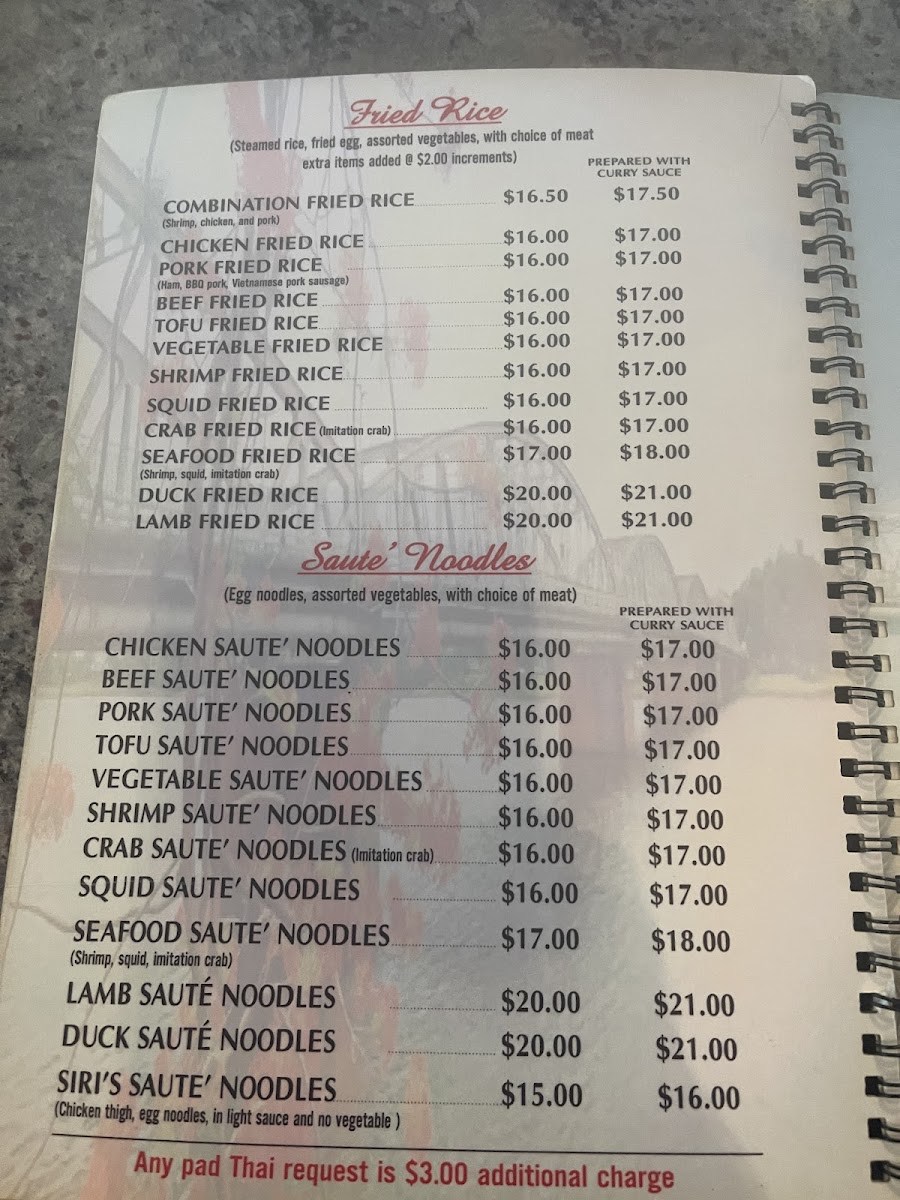 Fried Rice
(Steamed rice, fried egg, assorted vegetables, with choice of meat
extra items added @ $2.00 increments)
PREPARED WITH
CURRY SAUCE
COMBINATION FRIED RICE $16.50 $17.50
(Shrimp, chicken, and pork)
CHICKEN FRIED RICE $16.00 $17.00
PORK FRIED RICE $16.00 $17.00
(Ham, BBQ pork, Vietnamese pork sausage)
BEEF FRIED RICE $16.00 $17.00
TOFU FRIED RICE $16.00 $17.00
VEGETABLE FRIED RICE $16.00 $17.00
SHRIMP FRIED RICE $16.00 $17.00
SQUID FRIED RICE $16.00 $17.00
CRAB FRIED RICE (Imitation crab) $16.00 $17.00
SEAFOOD FRIED RICE $17.00 $18.00
(Shrimp, squid, imitation crab)
DUCK FRIED RICE $20.00 $21.00
LAMB FRIED RICE $20.00 $21.00
Saute' Noodles
(Egg noodles, assorted vegetables, with choice of meat)
PREPARED WITH
CURRY SAUCE
CHICKEN SAUTE' NOODLES $16.00 $17.00
BEEF SAUTE' NOODLES $16.00 $17.00
PORK SAUTE' NOODLES $16.00 $17.00
TOFU SAUTE' NOODLES $16.00 $17.00
VEGETABLE SAUTE' NOODLES $16.00 $17.00
SHRIMP SAUTE' NOODLES $16.00 $17.00
CRAB SAUTE' NOODLES (Imitation crab) $16.00 $17.00
SQUID SAUTE' NOODLES $16.00 $17.00
SEAFOOD SAUTE' NOODLES $17.00 $18.00
(Shrimp, squid, imitation crab)
LAMB SAUTÉ NOODLES $20.00 $21.00
DUCK SAUTÉ NOODLES $20.00 $21.00
SIRI'S SAUTE' NOODLES $15.00 $16.00
(Chicken thigh, egg noodles, in light sauce and no vegetable )
Any pad Thai request is $3.00 additional charge